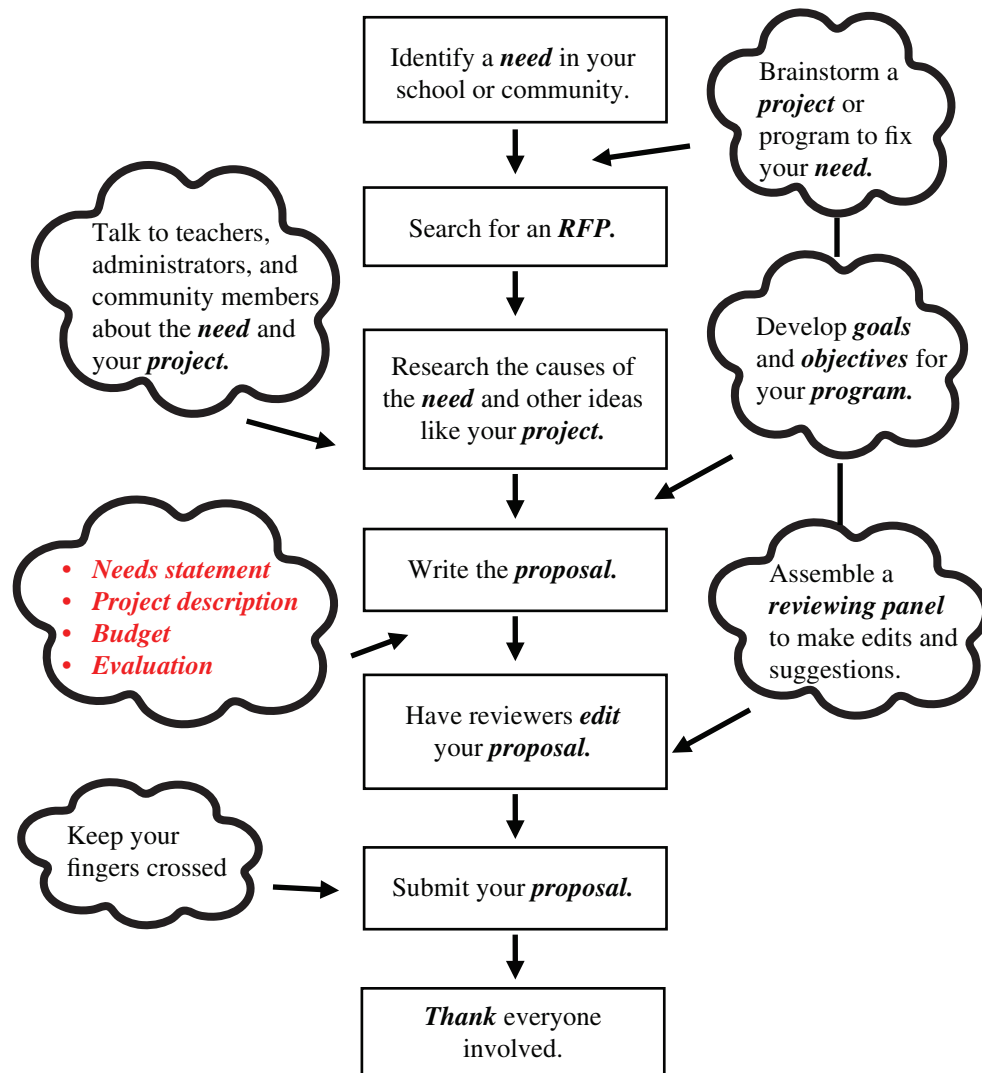 Identify a need in your
school or community.
Brainstorm a
project or
program to fix
your need.
Search for an RFP.
Talk to teachers,
administrators, and
community members
about the need and
your project.
Develop goals
and objectives for
your program.
Research the causes of
the need and other ideas
like your project.
• Needs statement
• Project description
• Budget
• Evaluation
Write the proposal.
Assemble a
reviewing panel
to make edits and
suggestions.
Have reviewers edit
your proposal.
Keep your
fingers crossed
Submit your proposal.
Thank everyone
involved.